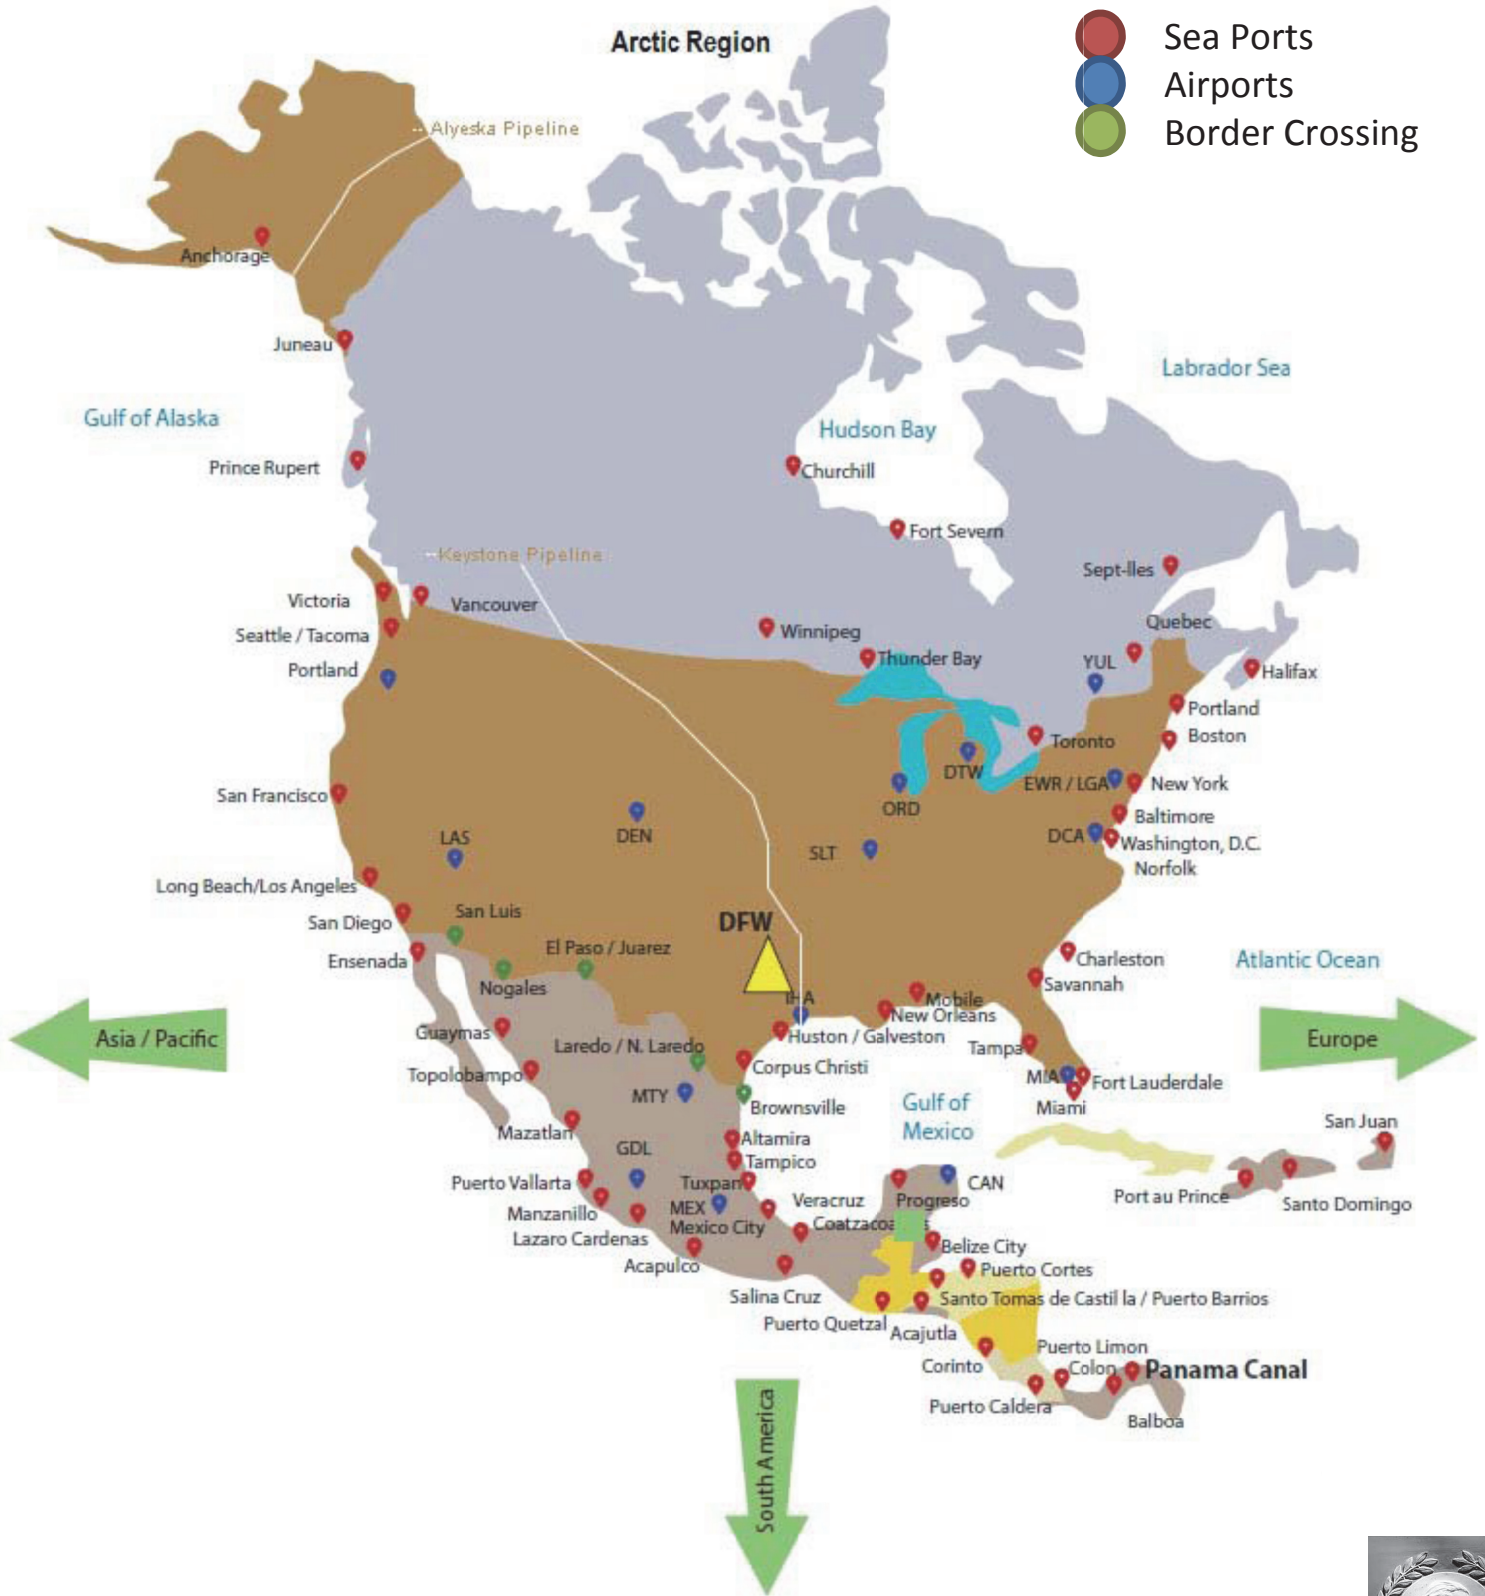 Arctic Region
Sea Ports
Airports
Border Crossing
Alyeska Pipeline
Anchorage
Juneau
Labrador Sea
Gulf of Alaska
Hudson Bay
Prince Rupert
Churchill
Fort Severn
Keystone Pipeline
Sept-lles
Victoria
Vancouver
Quebec
Seattle / Tacoma
Winnipeg
Thunder Bay
YUL
Halifax
Portland
Portland
Boston
Toronto
DTW
EWR / LGA
New York
San Francisco
ORD
Baltimore
DEN
LAS
DCA
Washington, D.C.
SLT
Norfolk
Long Beach/Los Angeles
San Luis
DFW
San Diego
El Paso / Juarez
Ensenada
Charleston
Atlantic Ocean
Nogales
Savannah
IHA
Mobile
New Orleans
Guaymas
Huston / Galveston
Asia / Pacific
Europe
Laredo / N. Laredo
Tampa
Corpus Christi
Topolobampo
MIA
Fort Lauderdale
MTY
Brownsville
Gulf of
Mexico
Miami
San Juan
Mazatlan
Altamira
GDL
Tampico
Puerto Vallarta
Tuxpan
CAN
Port au Prince
Progreso
Veracruz
Santo Domingo
MEX
Manzanillo
Mexico City
Lazaro Cardenas
Belize City
Acapulco
Puerto Cortes
Salina Cruz
Santo Tomas de Castil la / Puerto Barrios
Puerto Quetzal
Acajutla
Puerto Limon
Corinto
Colon
Panama Canal
Puerto Caldera
Balboa
South America